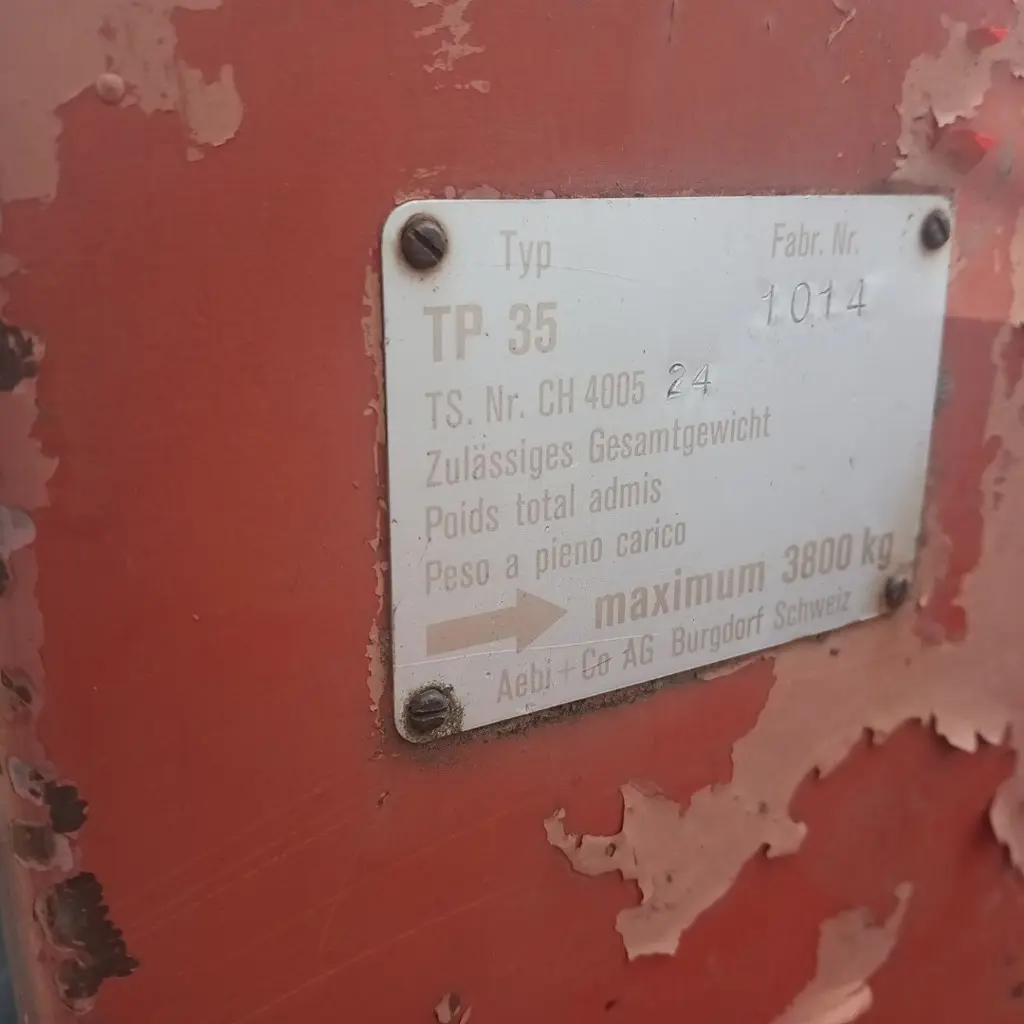 Typ Fabr. Nr.
TP 35 1014
TS. Nr. CH 4005 24
Zulässiges Gesamtgewicht
Poids total admis
Peso a pieno carico
maximum 3800 kg
Aebi + Co AG Burgdorf Schweiz